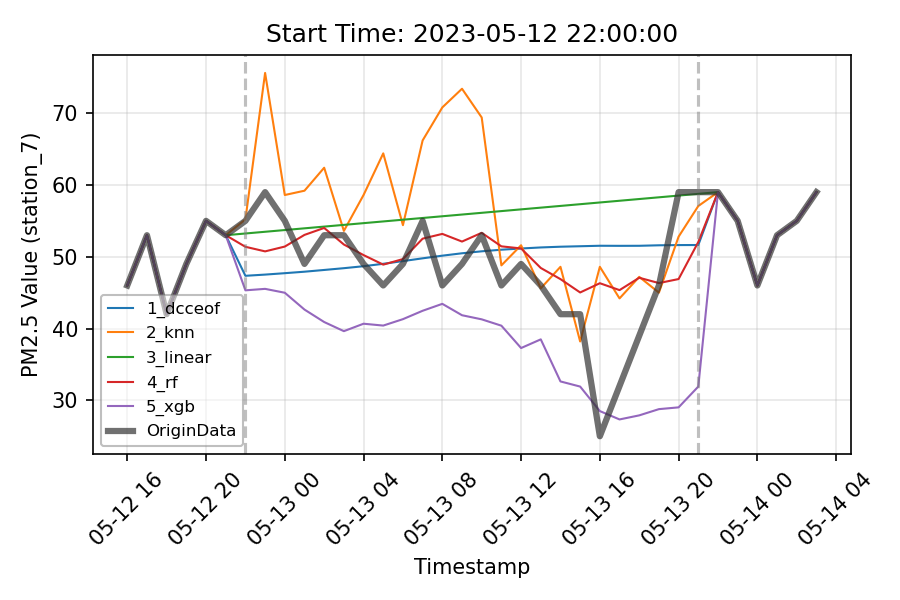 Start Time: 2023-05-12 22:00:00
PM2.5 Value (station_7)
70
60
50
40
30
1_dcceof
2_knn
3_linear
4_rf
5_xgb
OriginData
05-12 16
05-12 20
05-13 00
05-13 04
05-13 08
05-13 12
05-13 16
05-13 20
05-14 00
05-14 04
Timestamp